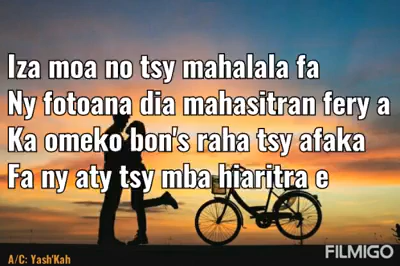 Iza moa no tsy mahalala fa
Ny fotoana dia mahasitran fery a
Ka omeko bon's raha tsy afaka
Fa ny aty tsy mba hiaritra e
A/C: Yash'Kah
FILMIGO